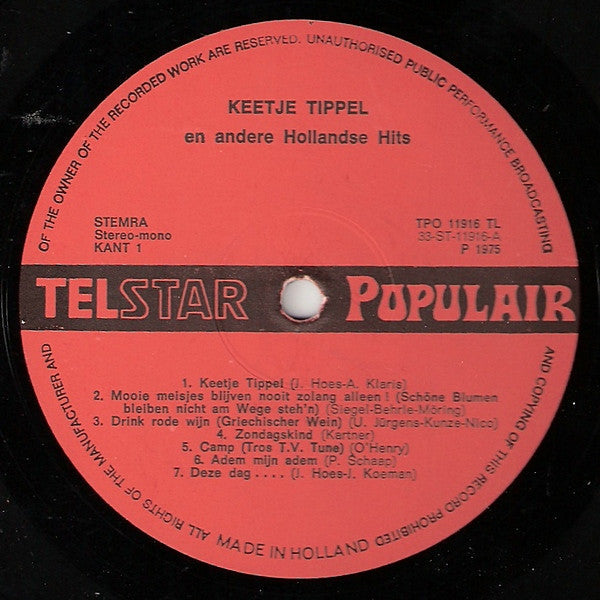 ALL RIGHTS OF THE MANUFACTURER AND OF THE OWNER OF THE RECORDED WORK ARE RESERVED. UNAUTHORISED PUBLIC PERFORMANCE BROADCASTING AND COPYING OF THIS RECORD PROHIBITED
KEETJE TIPPEL
en andere Hollandse Hits
STEMRA
Stereo-mono
KANT 1
TPO 11916 TL
33-ST-11916-A
P 1975
TELSTAR POPULAIR
1. Keetje Tippel (J. Hoes-A. Klaris)
2. Mooie meisjes blijven nooit zolang alleen! (Schöne Blumen
bleiben nicht am Wege steh'n) (Siegel-Behrle-Möring)
3. Drink rode wijn (Griechischer Wein) (U. Jürgens-Kunze-Nico)
4. Zondagskind (Kartner)
5. Camp (Tros T.V. Tune) (O'Henry)
6. Adem mijn adem (P. Schaap)
7. Deze dag . . . . (J. Hoes-J. Koeman)
MADE IN HOLLAND